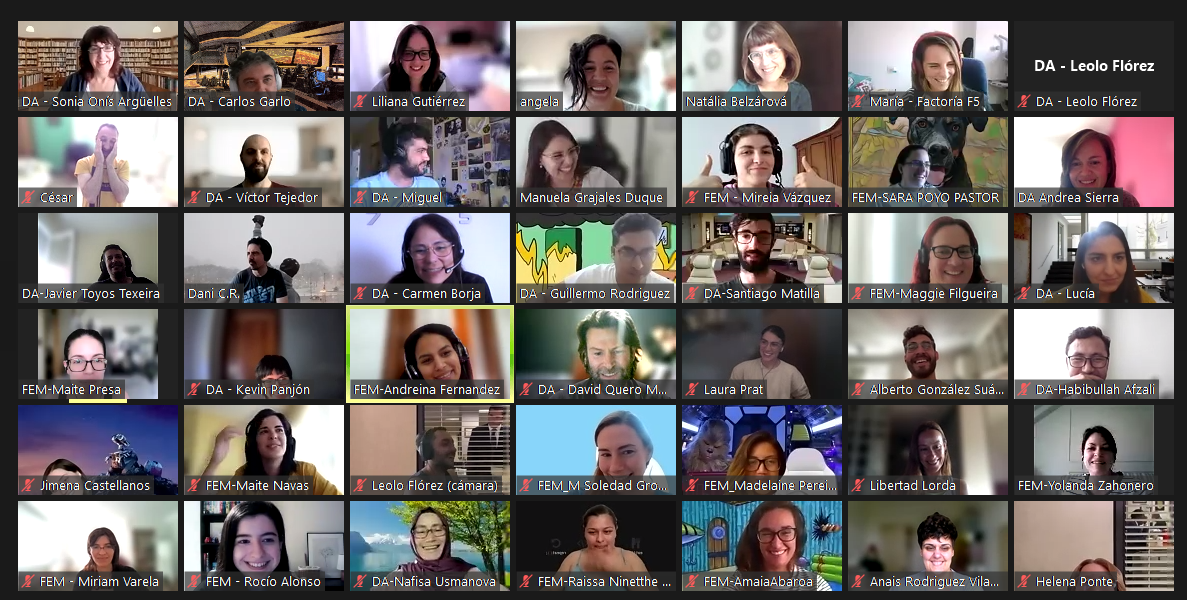 DA - Sonia Onís Argüelles
DA - Carlos Garlo
Liliana Gutiérrez
angela
Natália Belzárová
María - Factoría F5
DA - Leolo Flórez
DA - Leolo Flórez
César
DA - Víctor Tejedor
DA - Miguel
Manuela Grajales Duque
FEM - Mireia Vázquez
FEM-SARA POYO PASTOR
DA Andrea Sierra
DA-Javier Toyos Texeira
Dani C.R.
DA - Carmen Borja
DA - Guillermo Rodriguez
DA-Santiago Matilla
FEM-Maggie Filgueira
DA - Lucía
FEM-Maite Presa
DA - Kevin Panjón
FEM-Andreina Fernandez
DA - David Quero M...
Laura Prat
Alberto González Suá...
DA-Habibullah Afzali
Jimena Castellanos
FEM-Maite Navas
Leolo Flórez (cámara)
FEM_M Soledad Gro...
FEM_Madelaine Perei...
Libertad Lorda
FEM-Yolanda Zahonero
FEM - Miriam Varela
FEM - Rocío Alonso
DA-Nafisa Usmanova
FEM-Raissa Ninetthe ...
FEM-AmaiaAbaroa
Anais Rodriguez Vila...
Helena Ponte